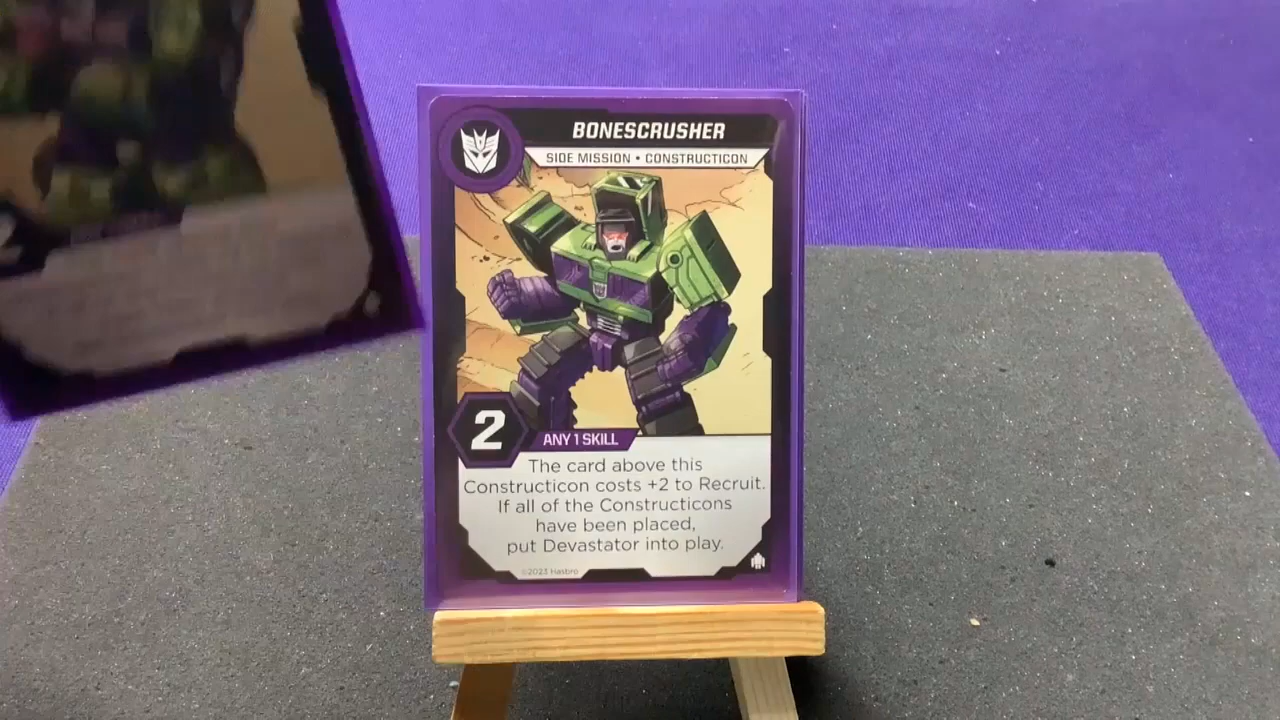 BONESCRUSHER
SIDE MISSION • CONSTRUCTICON
2
ANY 1 SKILL
The card above this
Constructicon costs +2 to Recruit.
If all of the Constructicons
have been placed,
put Devastator into play.
©2023 Hasbro